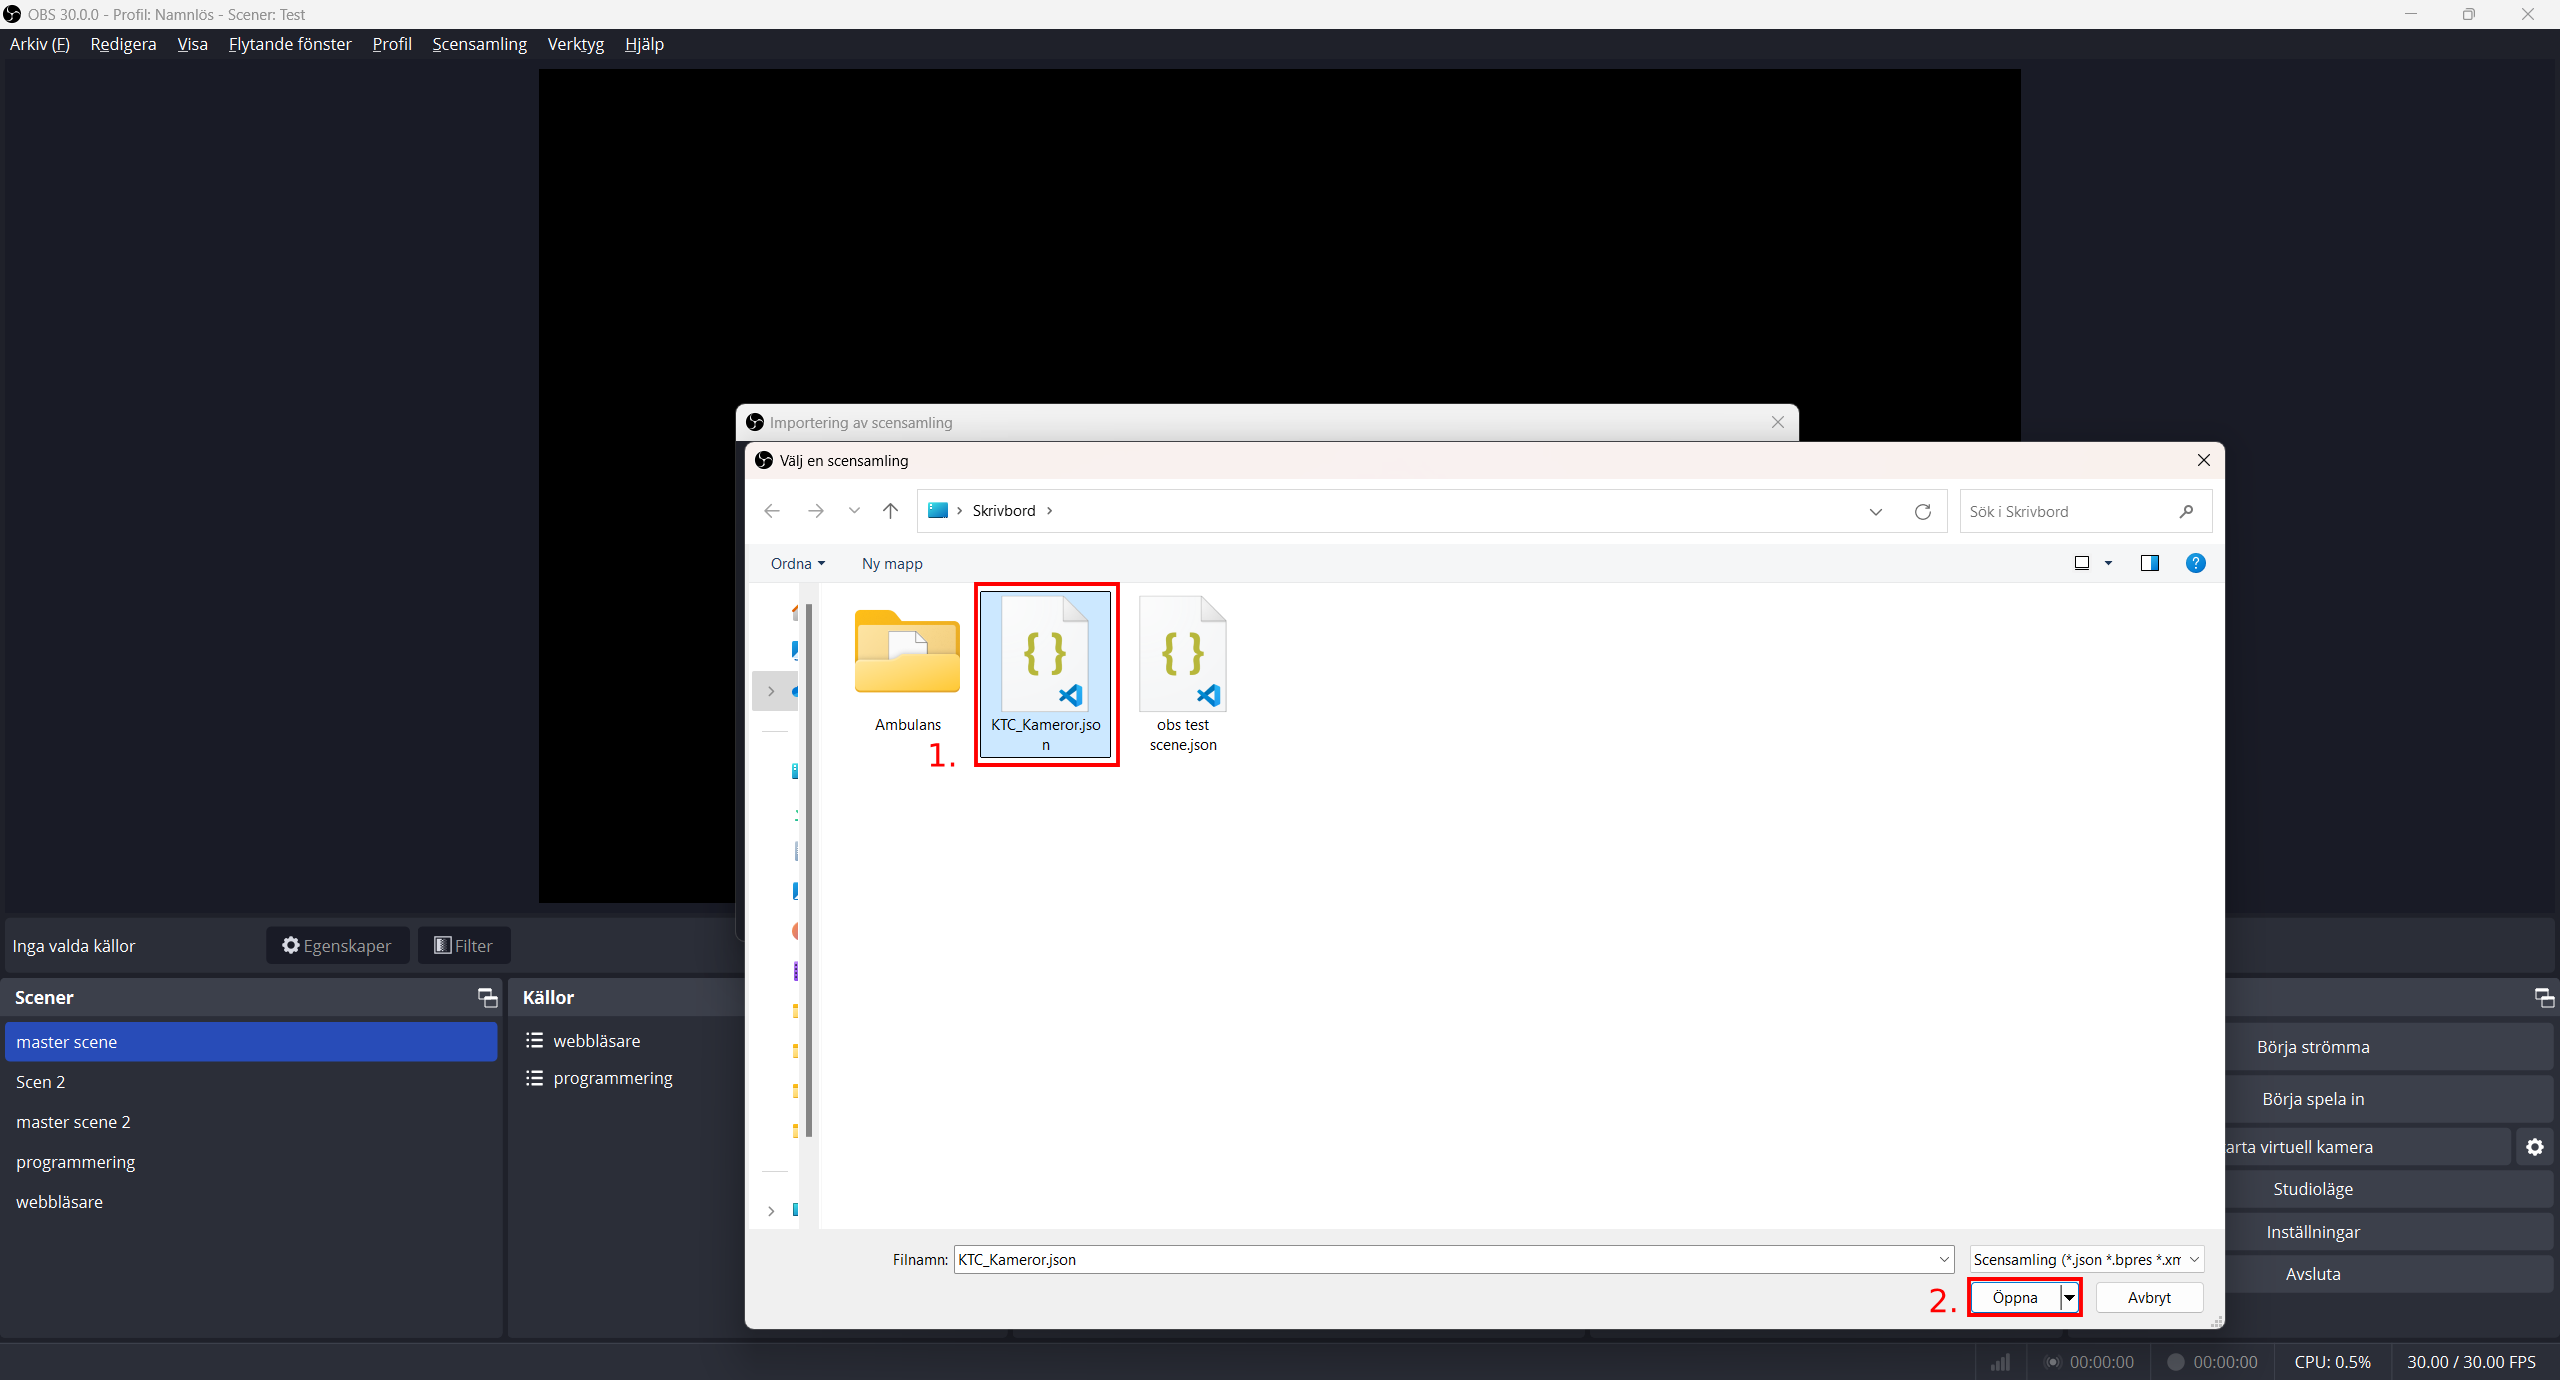 OBS 30.0.0 - Profil: Namnlös - Scener: Test
Arkiv (F) Redigera Visa Flytande fönster Profil Scensamling Verktyg Hjälp
Importering av scensamling
Välj en scensamling
Skrivbord
Sök i Skrivbord
Ordna Ny mapp
Ambulans
KTC_Kameror.jso
n
obs test
scene.json
1.
Inga valda källor
Egenskaper
Filter
Scener
master scene
Scen 2
master scene 2
programmering
webbläsare
Källor
webbläsare
programmering
Filnamn: KTC_Kameror.json
Scensamling (*.json *.bpres *.xm
2.
Öppna
Avbryt
Börja strömma
Börja spela in
arta virtuell kamera
Studioläge
Inställningar
Avsluta
00:00:00
00:00:00
CPU: 0.5%
30.00 / 30.00 FPS